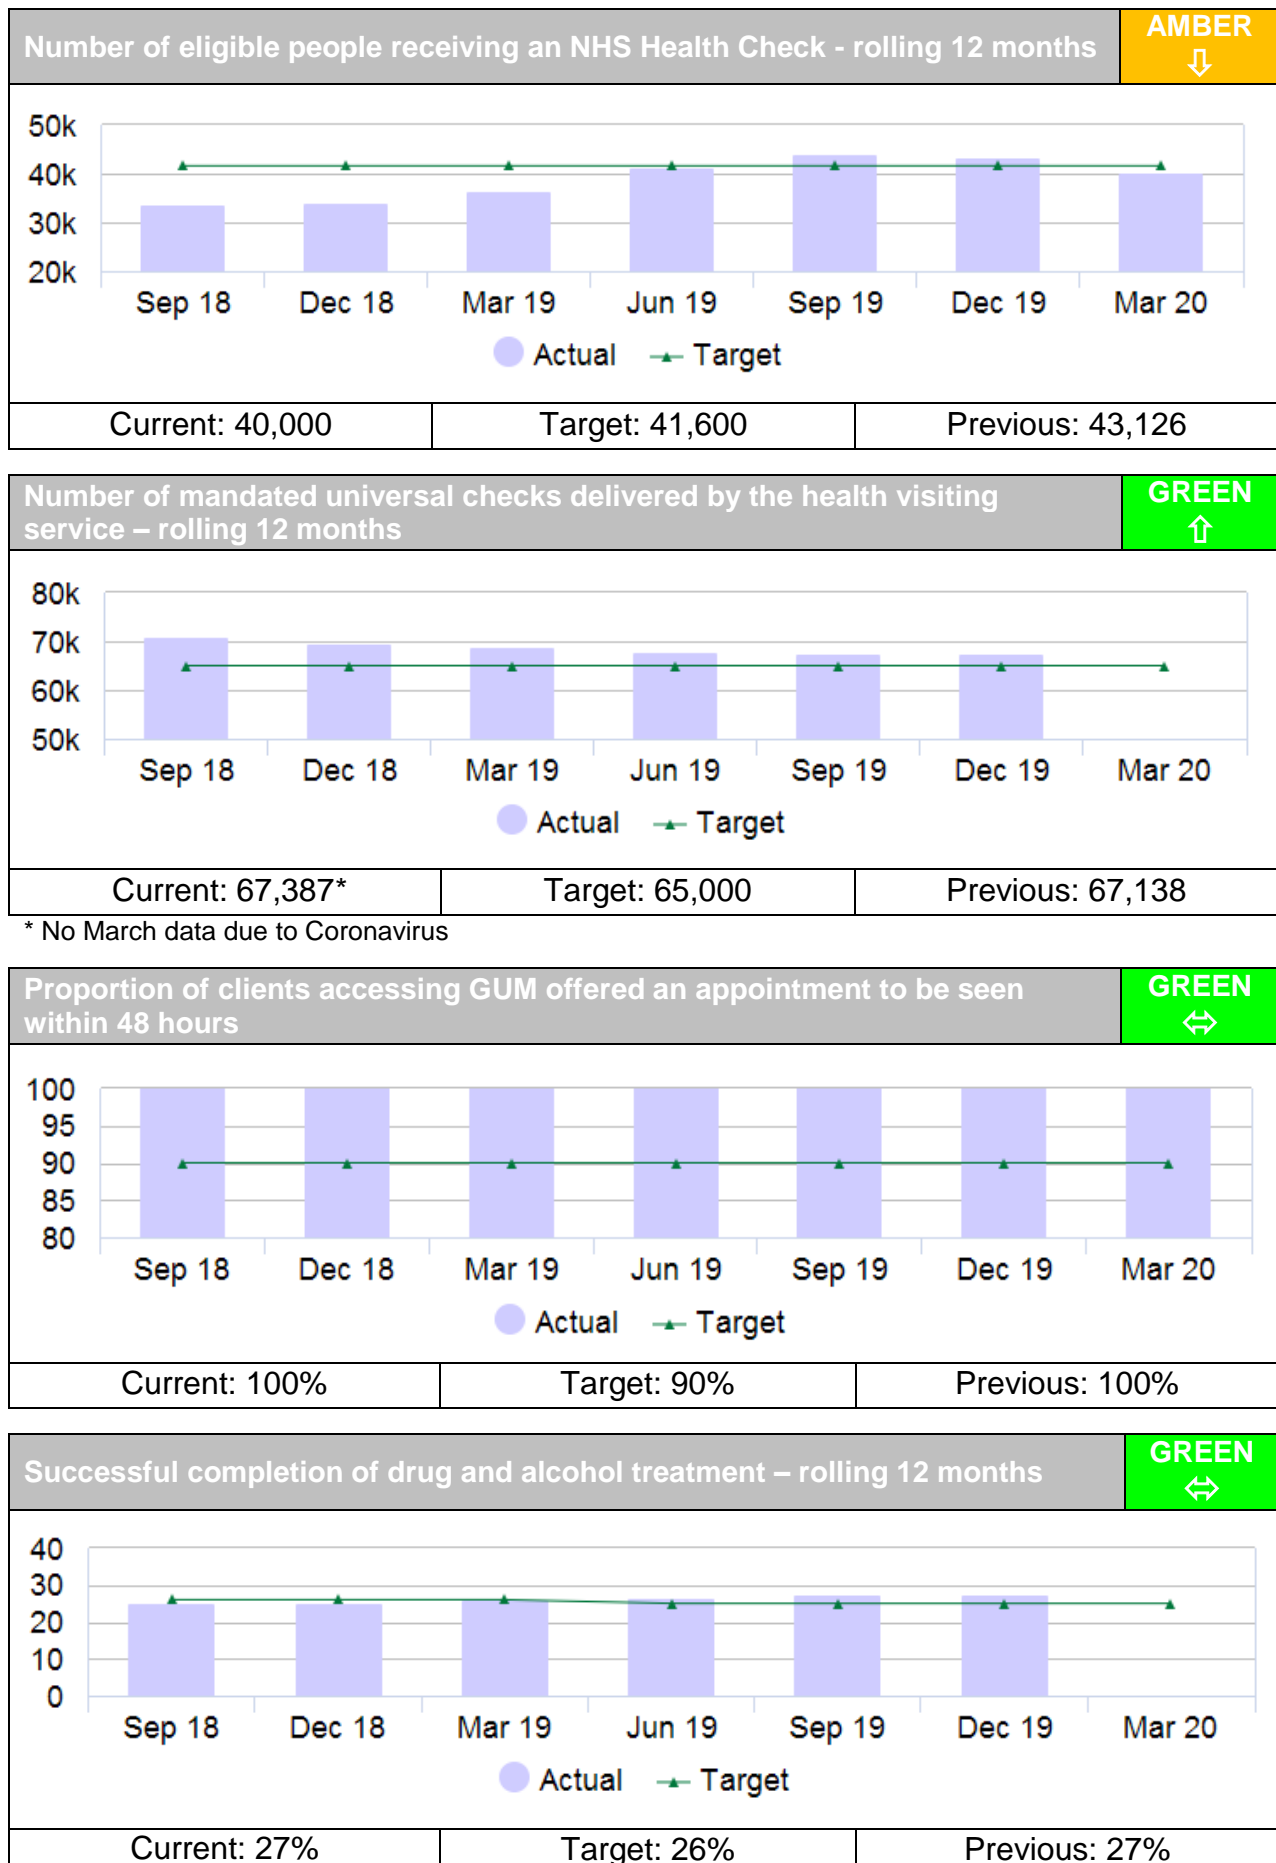 Number of eligible people receiving an NHS Health Check - rolling 12 months
AMBER
⇩
50k
40k
30k
20k
Sep 18 Dec 18 Mar 19 Jun 19 Sep 19 Dec 19 Mar 20
Actual Target
Current: 40,000 Target: 41,600 Previous: 43,126
Number of mandated universal checks delivered by the health visiting
service – rolling 12 months
GREEN
⇧
80k
70k
60k
50k
Sep 18 Dec 18 Mar 19 Jun 19 Sep 19 Dec 19 Mar 20
Actual Target
Current: 67,387* Target: 65,000 Previous: 67,138
* No March data due to Coronavirus
Proportion of clients accessing GUM offered an appointment to be seen
within 48 hours
GREEN
⬄
100
95
90
85
80
Sep 18 Dec 18 Mar 19 Jun 19 Sep 19 Dec 19 Mar 20
Actual Target
Current: 100% Target: 90% Previous: 100%
Successful completion of drug and alcohol treatment – rolling 12 months
GREEN
⬄
40
30
20
10
0
Sep 18 Dec 18 Mar 19 Jun 19 Sep 19 Dec 19 Mar 20
Actual Target
Current: 27% Target: 26% Previous: 27%